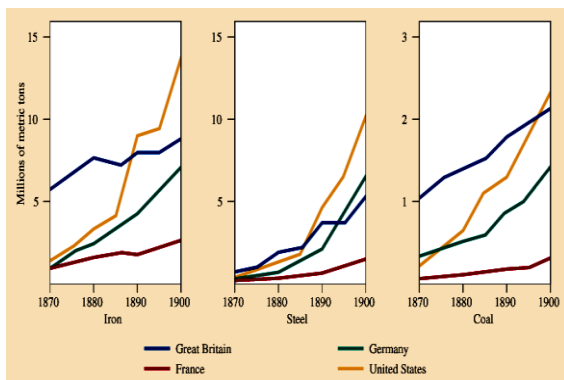 Millions of metric tons
15
10
5
1870 1880 1890 1900
Iron
15
10
5
1870 1880 1890 1900
Steel
3
2
1
1870 1880 1890 1900
Coal
Great Britain
Germany
France
United States